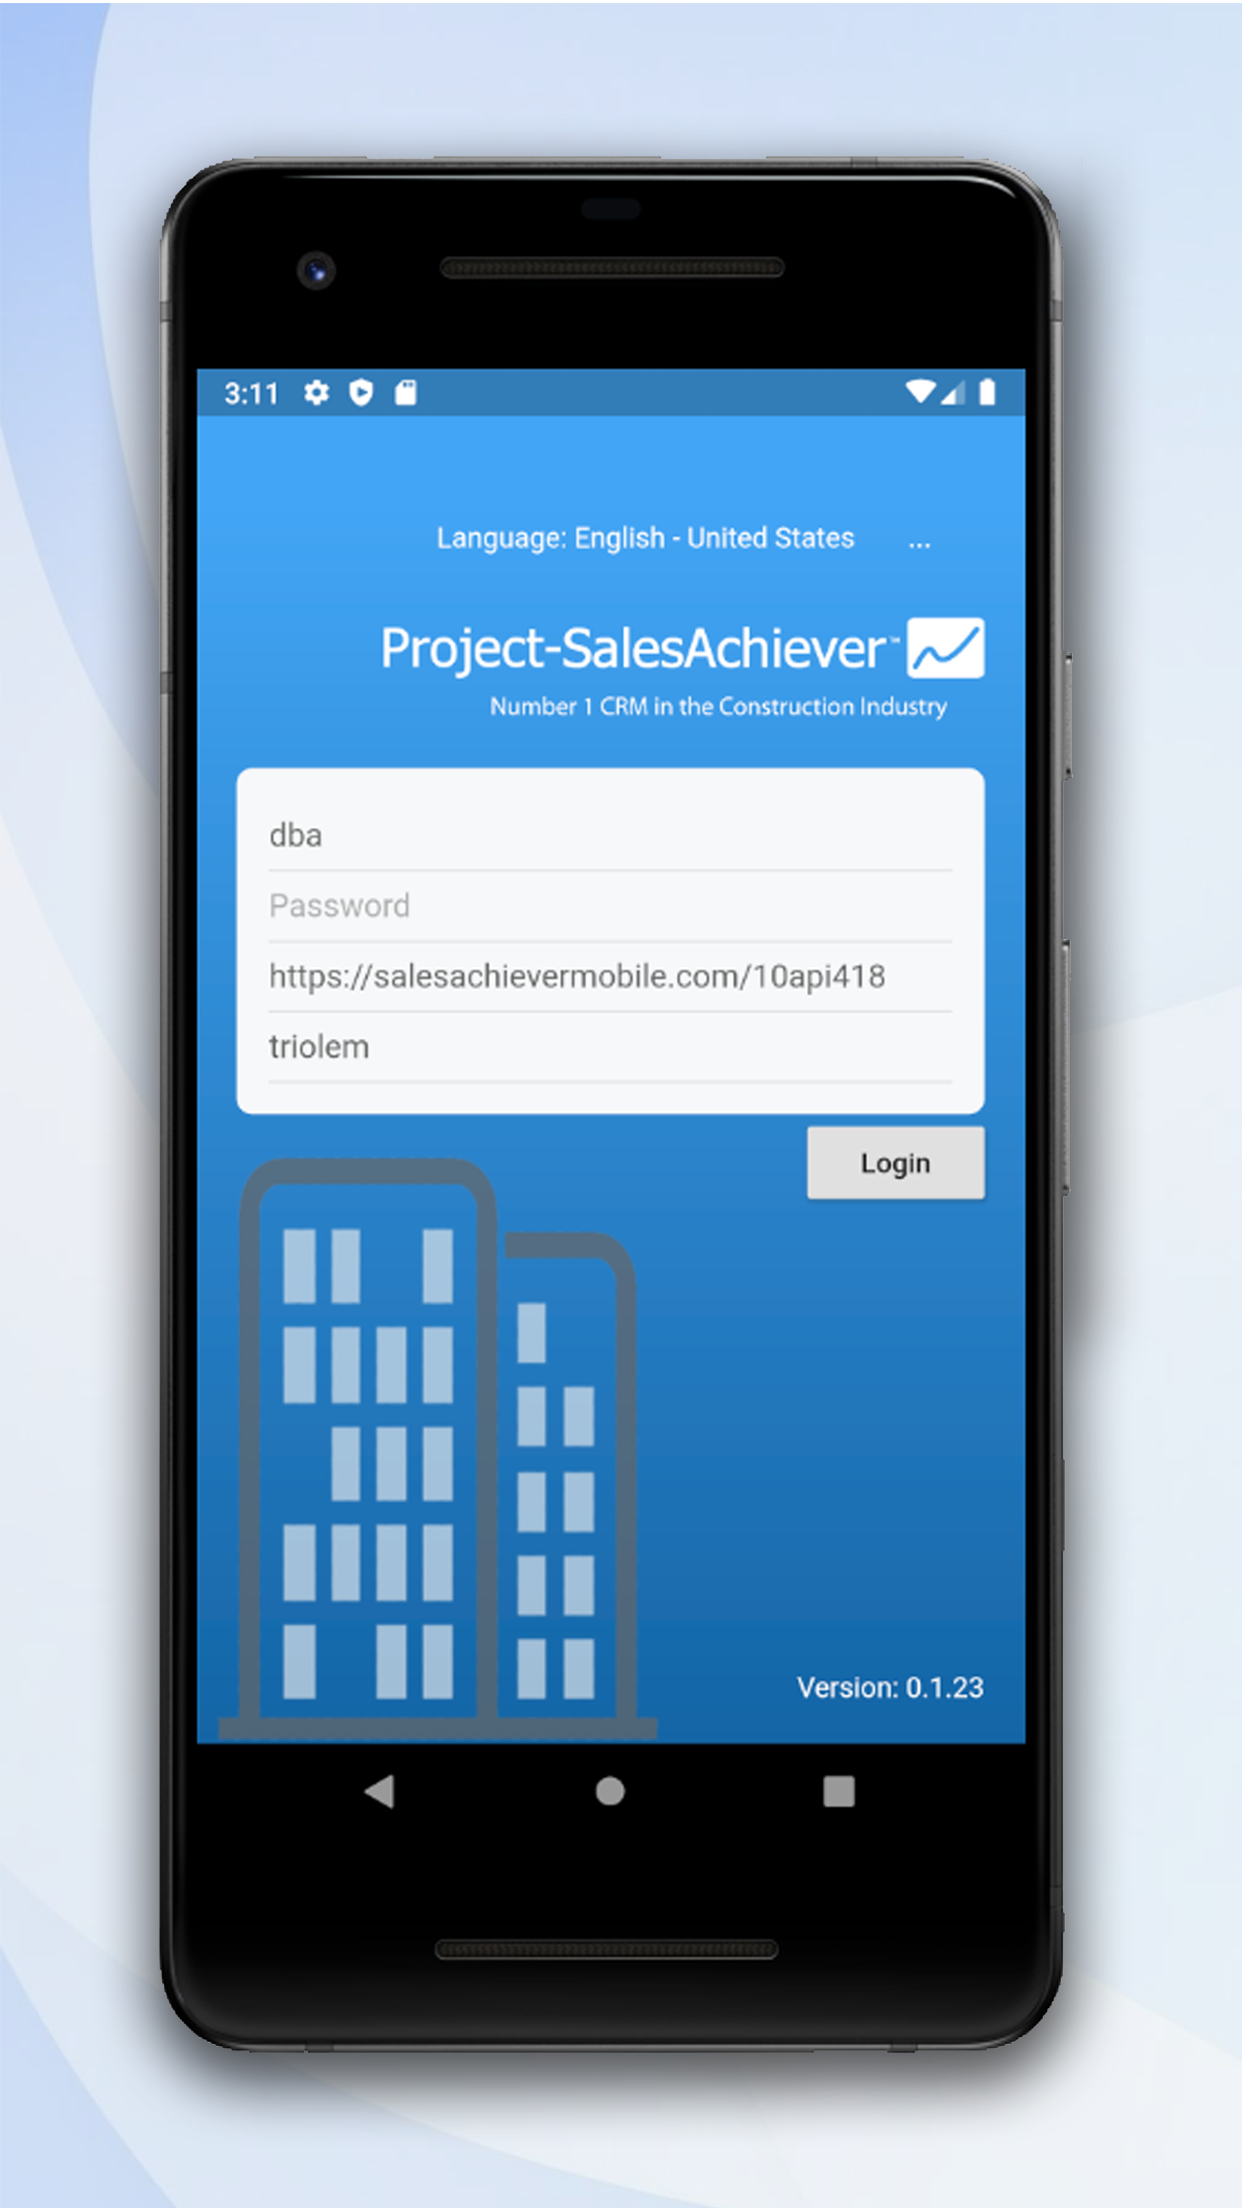 3:11
Language: English - United States ...
Project-SalesAchiever™
Number 1 CRM in the Construction Industry
dba
Password
https://salesachievermobile.com/10api418
triolem
Login
Version: 0.1.23